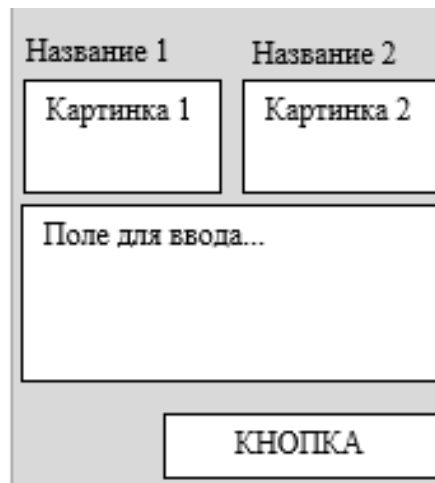 Название 1
Название 2
Картинка 1
Картинка 2
Поле для ввода...
КНОПКА